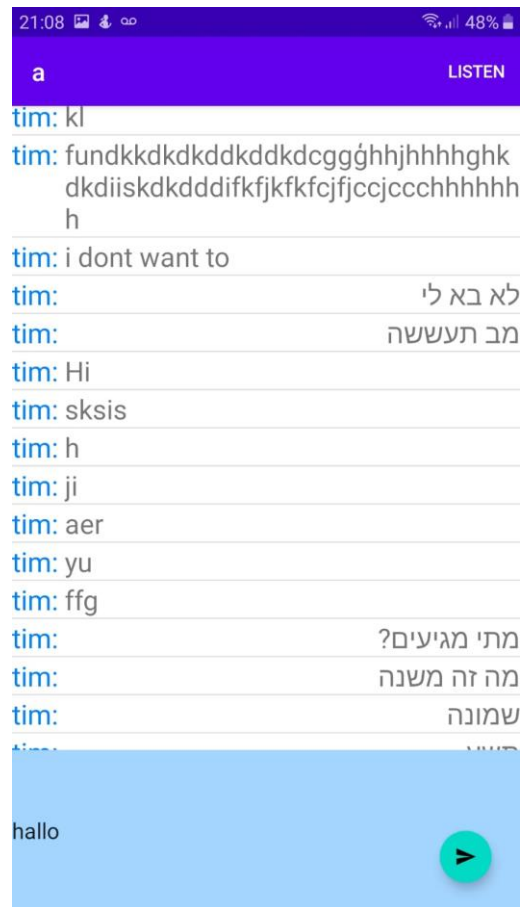 21:08 48%
a LISTEN
tim: kl
tim: fundkkdkdkddkddkdcggģhhjhhhhghk
dkdiiskdkdddifkfjkfkfcjfjccjccchhhhhh
h
tim: i dont want to
tim: לא בא לי
tim: מב תעששה
tim: Hi
tim: sksis
tim: h
tim: ji
tim: aer
tim: yu
tim: ffg
tim: מתי מגיעים?
tim: מה זה משנה
tim: שמונה
hallo